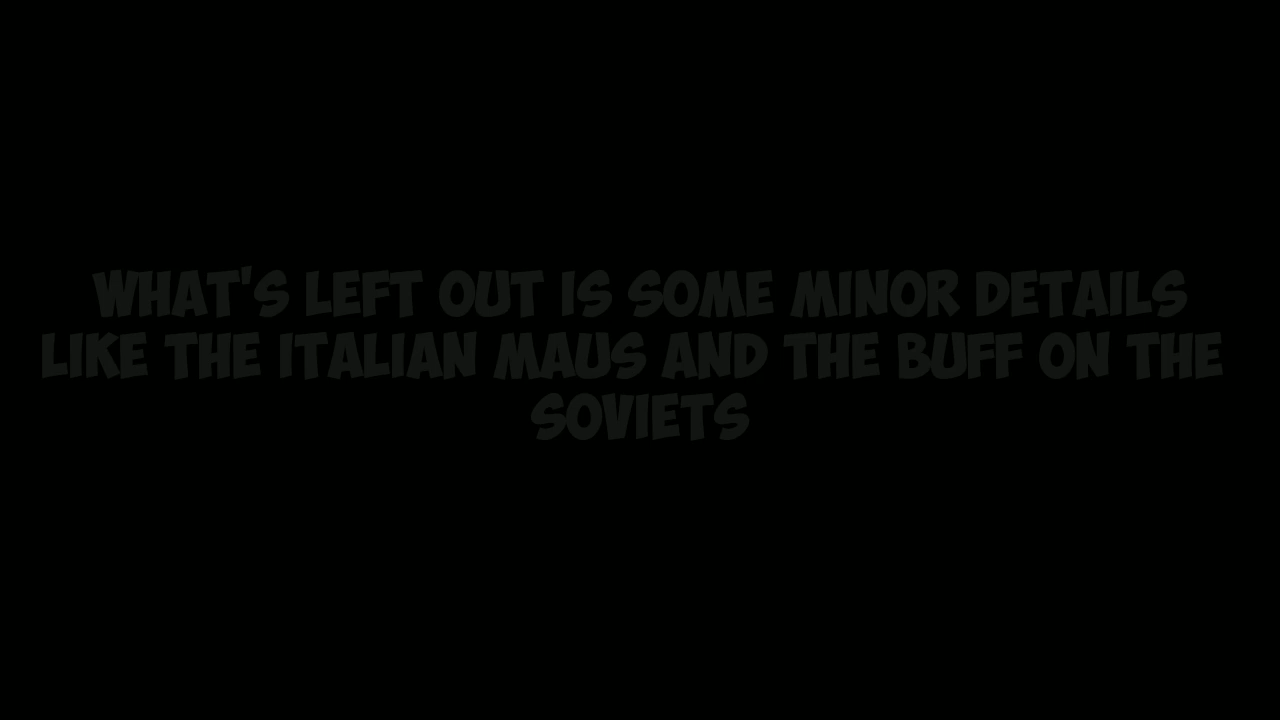 WHAT'S LEFT OUT IS SOME MINOR DETAILS
LIKE THE ITALIAN MAUS AND THE BUFF ON THE
SOVIETS